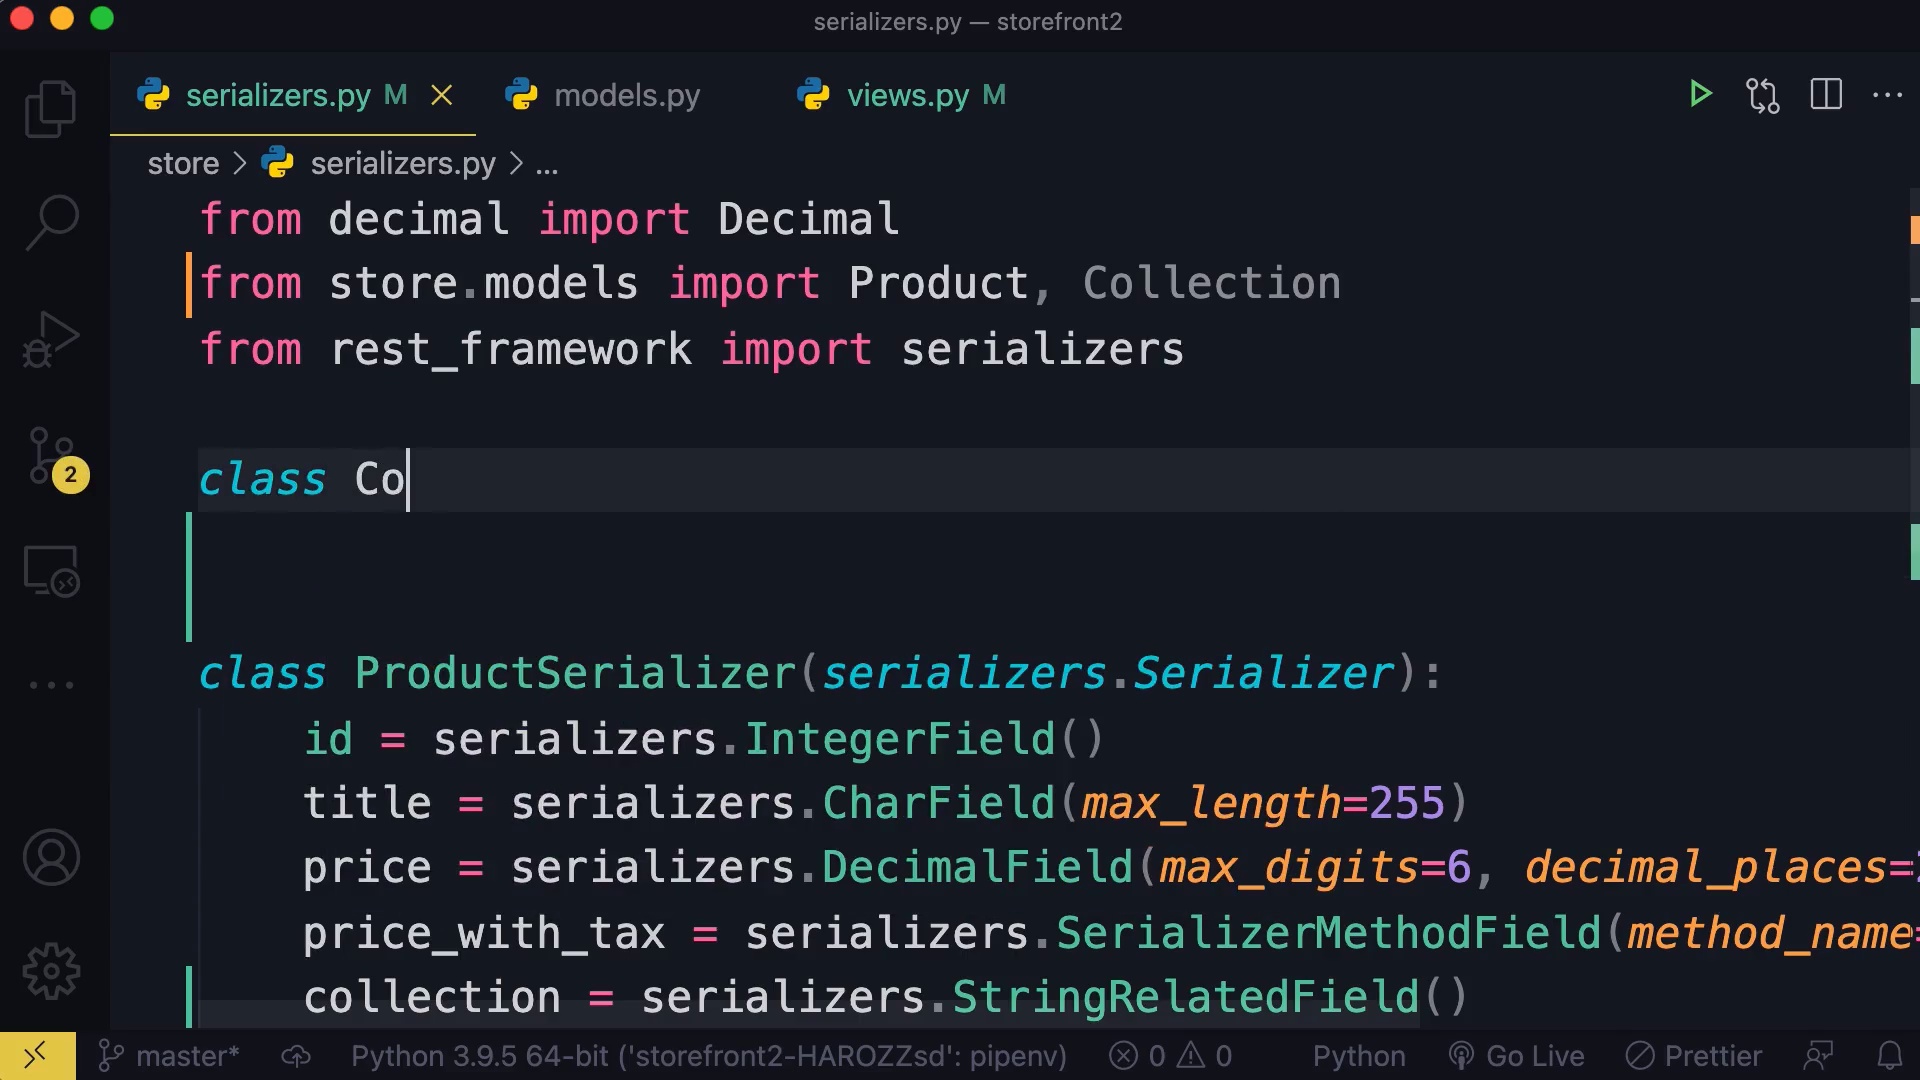 serializers.py — storefront2
serializers.py M models.py views.py M
store > serializers.py > ...
from decimal import Decimal
from store.models import Product, Collection
from rest_framework import serializers
class Co
2
class ProductSerializer(serializers.Serializer):
id = serializers.IntegerField()
title = serializers.CharField(max_length=255)
price = serializers.DecimalField(max_digits=6, decimal_places=
price_with_tax = serializers.SerializerMethodField(method_name=
collection = serializers.StringRelatedField()
master* Python 3.9.5 64-bit ('storefront2-HAROZZsd': pipenv) 0 0 Python Go Live Prettier